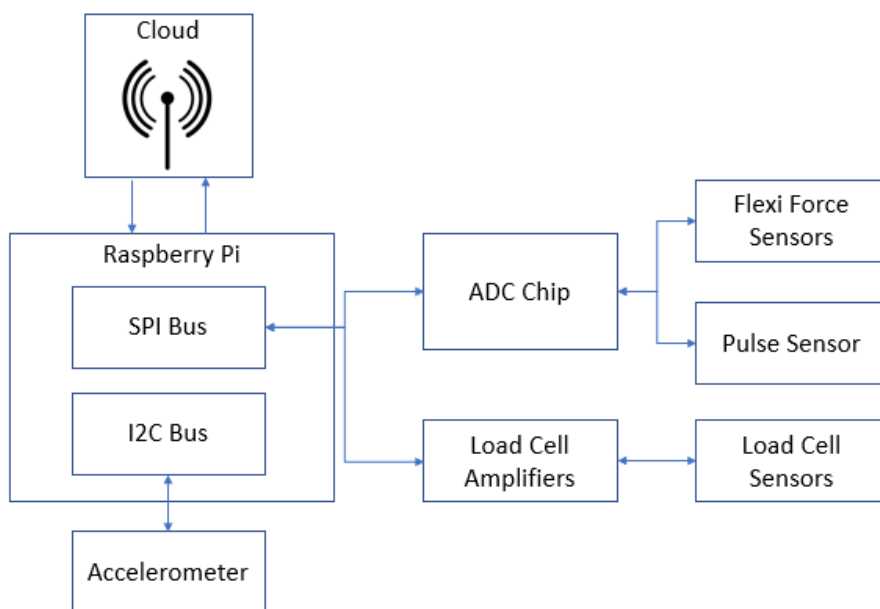 Cloud
Raspberry Pi
SPI Bus
I2C Bus
Accelerometer
ADC Chip
Load Cell
Amplifiers
Flexi Force
Sensors
Pulse Sensor
Load Cell
Sensors